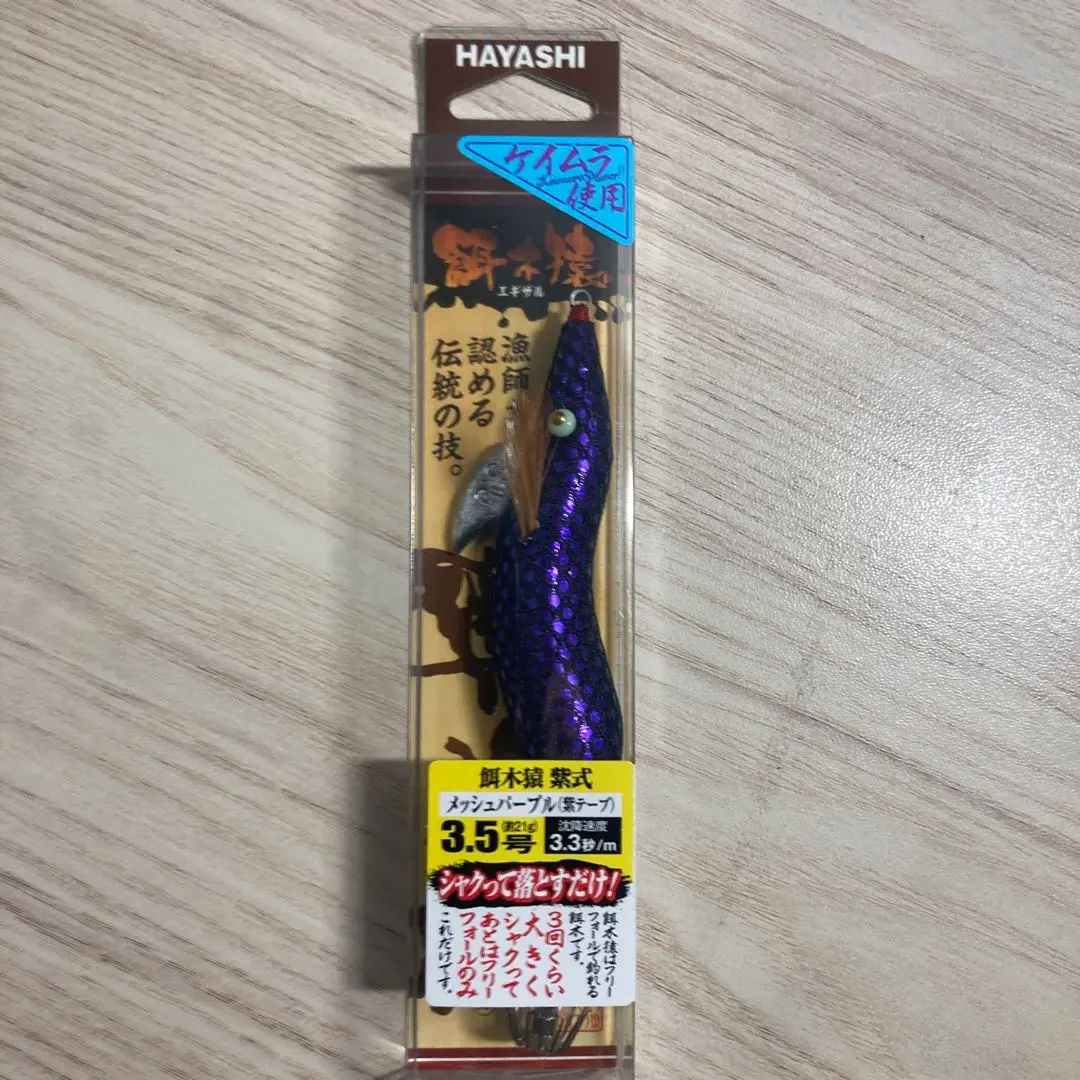 HAYASHI
ケイムラ
使用
餌木猿
エギザル
漁師
認める
伝統の技。
餌木猿 紫式
メッシュパープル(紫テープ)
3.5号
(約21g)
沈降速度
3.3秒/m
シャクって落とすだけ!
餌木猿はフリー
フォールで釣れる
餌木です。
3回くらい
大きく
シャクって
あとはフリー
フォールのみ
これだけです。